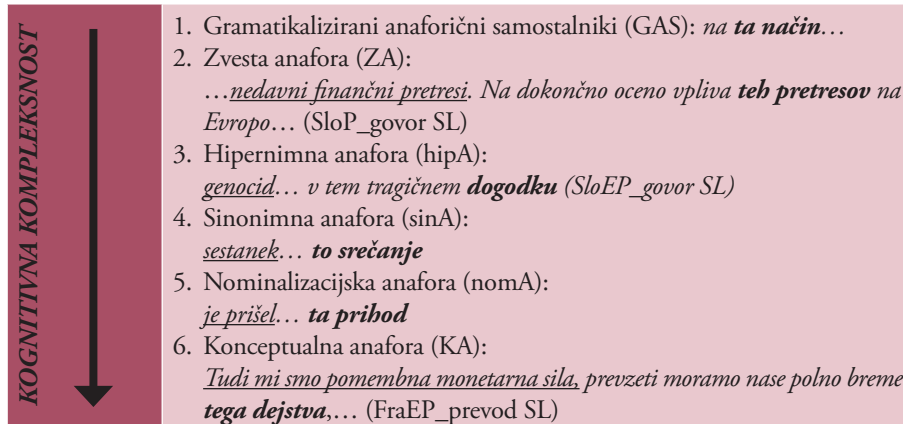 KOGNITIVNA KOMPLEKSNOST
1. Gramatikalizirani anaforični samostalniki (GAS): na ta način…
2. Zvesta anafora (ZA):
…nedavni finančni pretresi. Na dokončno oceno vpliva teh pretresov na
Evropo… (SloP_govor SL)
3. Hipernimna anafora (hipA):
genocid… v tem tragičnem dogodku (SloEP_govor SL)
4. Sinonimna anafora (sinA):
sestanek… to srečanje
5. Nominalizacijska anafora (nomA):
je prišel… ta prihod
6. Konceptualna anafora (KA):
Tudi mi smo pomembna monetarna sila, prevzeti moramo nase polno breme
tega dejstva,… (FraEP_prevod SL)